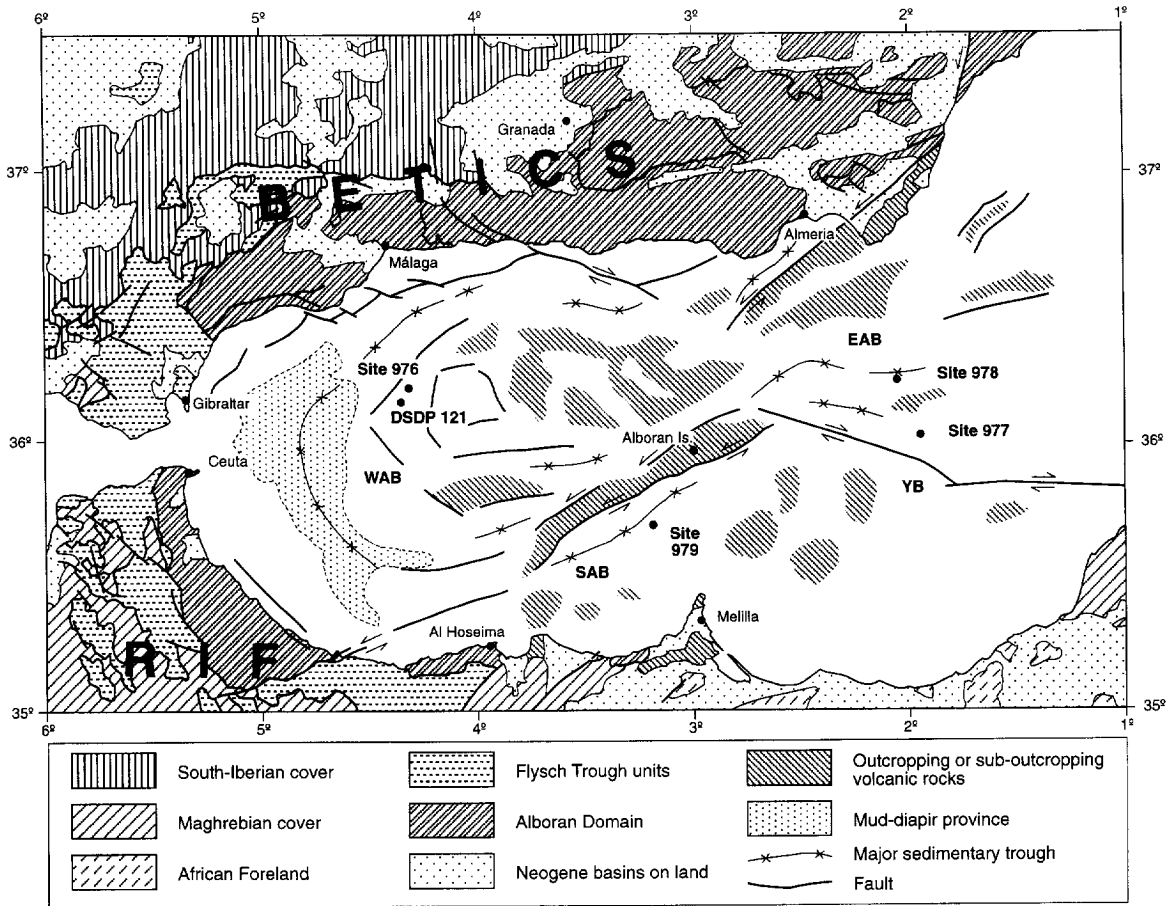 6º 5º 4º 3º 2º 1º
37º 37º
36º 36º
35º 35º
Granada
BETICS
Almeria
Málaga
EAB
Site 976
Site 978
Gibraltar
DSDP 121
Site 977
Alboran Is.
Ceuta
WAB
YB
Site
979
SAB
Melilla
Al Hoseima
RIF
6º 5º 4º 3º 2º 1º
South-Iberian cover
Maghrebian cover
African Foreland
Flysch Trough units
Alboran Domain
Neogene basins on land
Outcropping or sub-outcropping
volcanic rocks
Mud-diapir province
Major sedimentary trough
Fault